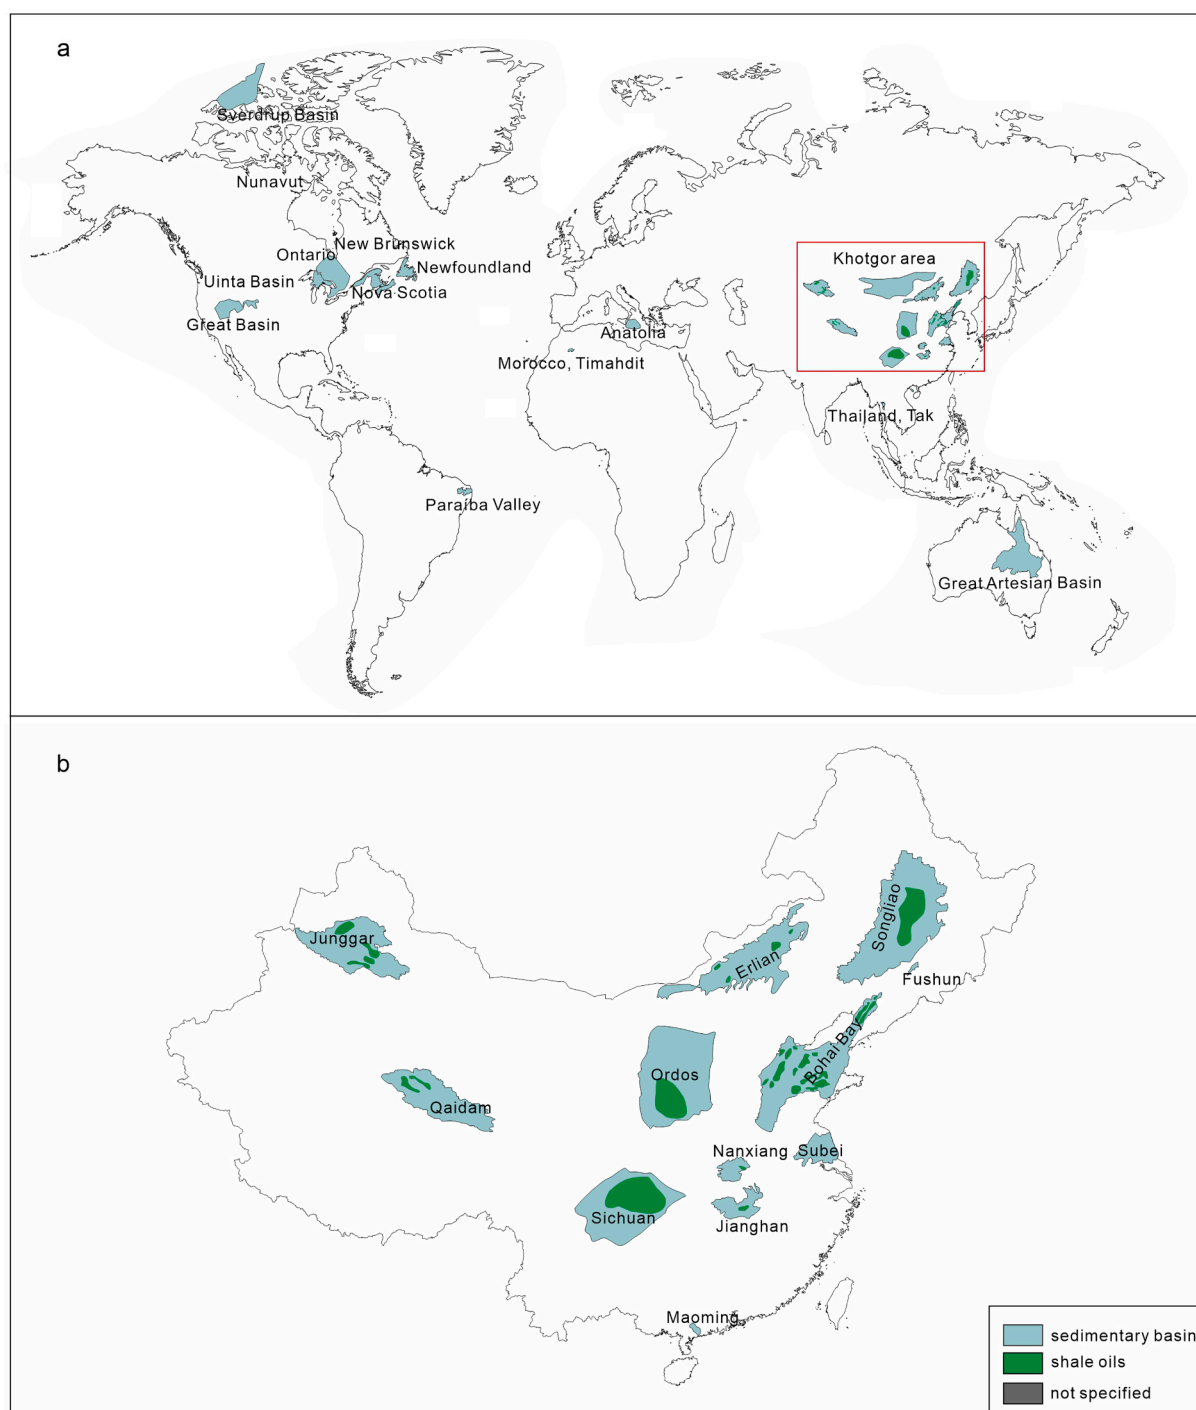 a
Sverdrup Basin
Nunavut
New Brunswick
Ontario
Newfoundland
Uinta Basin
Nova Scotia
Great Basin
Khotgor area
Anatolia
Morocco, Timahdit
Thailand, Tak
Paraíba Valley
Great Artesian Basin
b
Songliao
Junggar
Erlian
Fushun
Bohai Bay
Ordos
Qaidam
Nanxiang
Subei
Sichuan
Jianghan
Maoming
sedimentary basin
shale oils
not specified